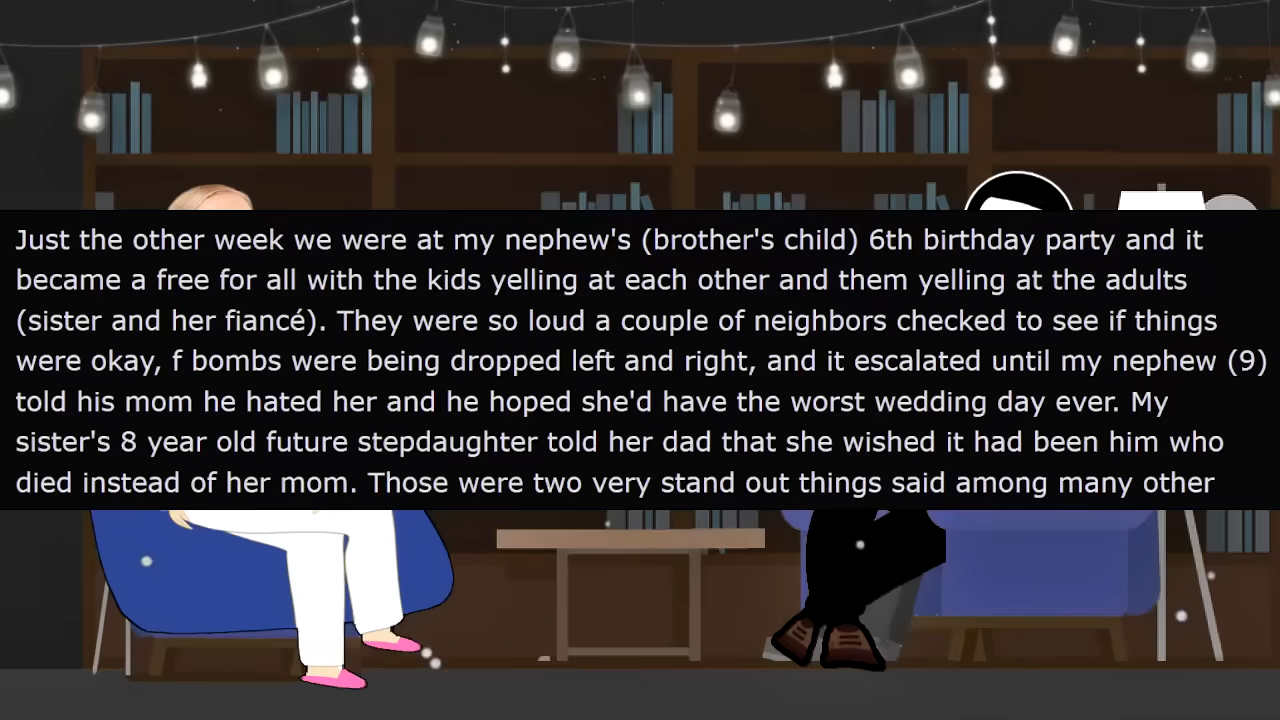 Just the other week we were at my nephew's (brother's child) 6th birthday party and it
became a free for all with the kids yelling at each other and them yelling at the adults
(sister and her fiancé). They were so loud a couple of neighbors checked to see if things
were okay, f bombs were being dropped left and right, and it escalated until my nephew (9)
told his mom he hated her and he hoped she'd have the worst wedding day ever. My
sister's 8 year old future stepdaughter told her dad that she wished it had been him who
died instead of her mom. Those were two very stand out things said among many other